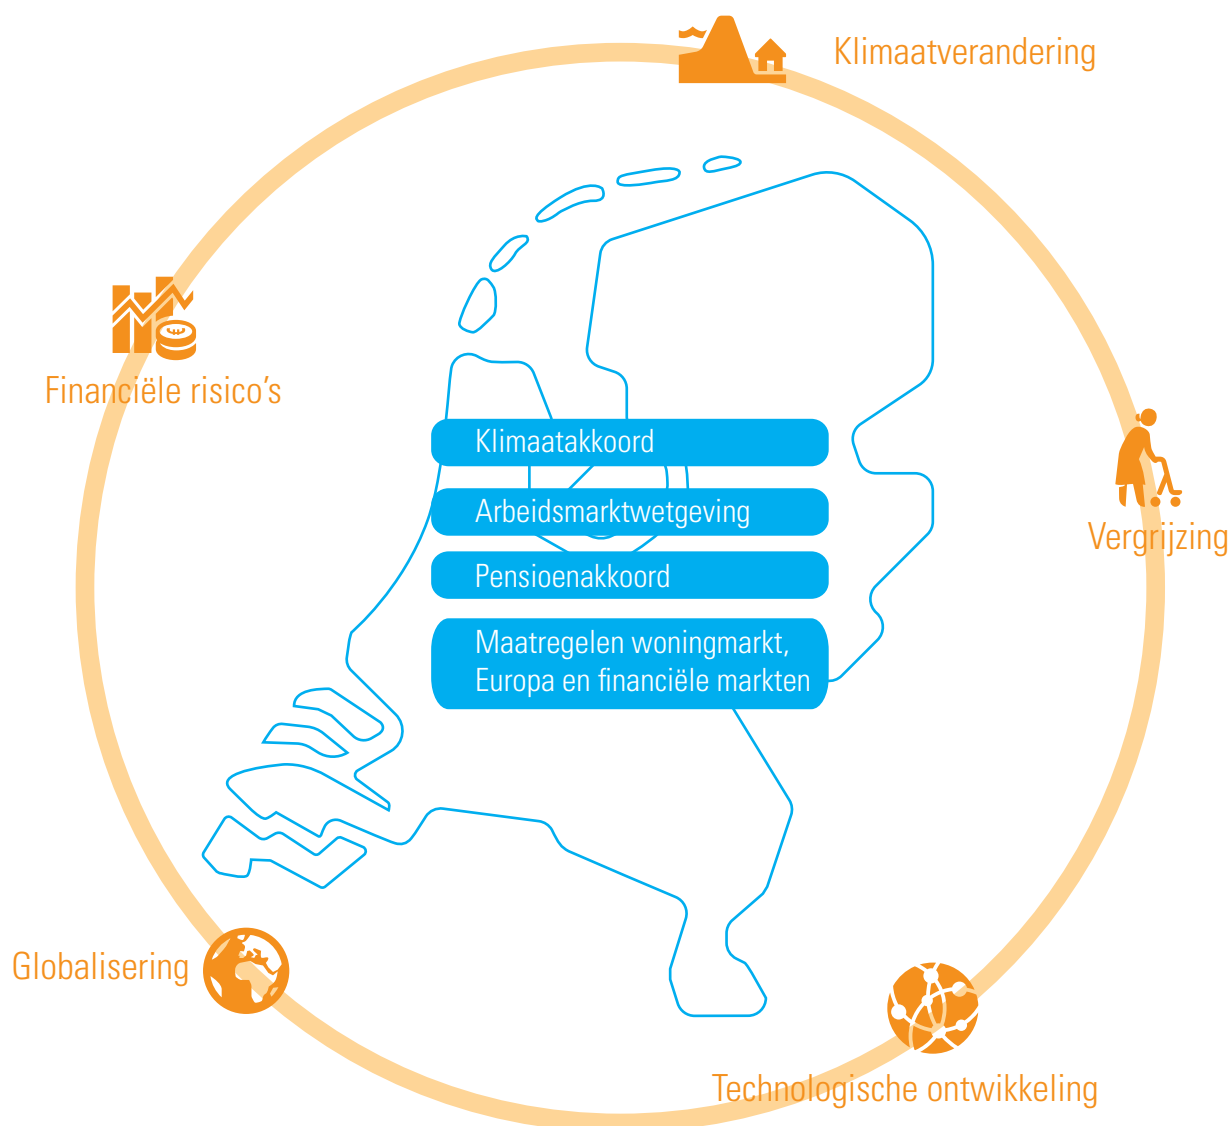 Klimaatverandering
Financiële risico’s
Klimaatakkoord
Arbeidsmarktwetgeving
Vergrijzing
Pensioenakkoord
Maatregelen woningmarkt,
Europa en financiële markten
Globalisering
Technologische ontwikkeling